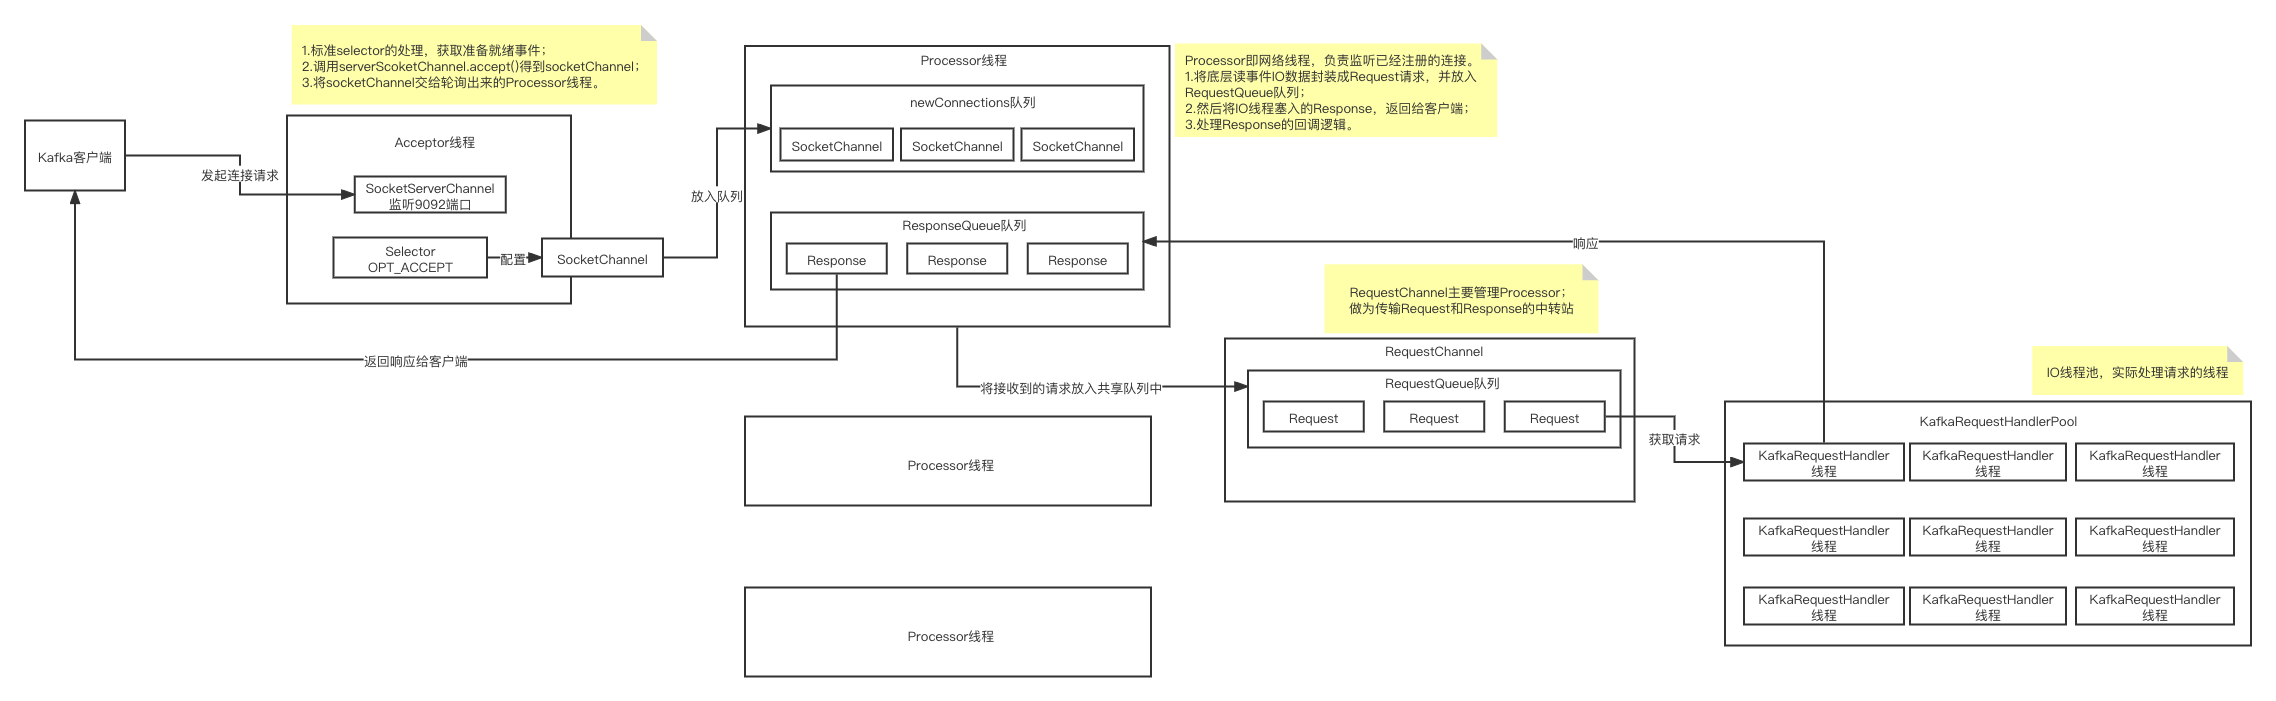 1.标准selector的处理，获取准备就绪事件；
2.调用serverScoketChannel.accept()得到socketChannel；
3.将socketChannel交给轮询出来的Processor线程。
Kafka客户端
发起连接请求
Acceptor线程
SocketServerChannel
监听9092端口
Selector
OPT_ACCEPT
配置
SocketChannel
放入队列
Processor线程
newConnections队列
SocketChannel
SocketChannel
SocketChannel
ResponseQueue队列
Response
Response
Response
Processor即网络线程，负责监听已经注册的连接。
1.将底层读事件IO数据封装成Request请求，并放入
RequestQueue队列；
2.然后将IO线程塞入的Response，返回给客户端；
3.处理Response的回调逻辑。
响应
返回响应给客户端
将接收到的请求放入共享队列中
RequestChannel主要管理Processor；
做为传输Request和Response的中转站
RequestChannel
RequestQueue队列
Request
Request
Request
获取请求
IO线程池，实际处理请求的线程
KafkaRequestHandlerPool
KafkaRequestHandler
线程
KafkaRequestHandler
线程
KafkaRequestHandler
线程
KafkaRequestHandler
线程
KafkaRequestHandler
线程
KafkaRequestHandler
线程
KafkaRequestHandler
线程
KafkaRequestHandler
线程
KafkaRequestHandler
线程
Processor线程
Processor线程